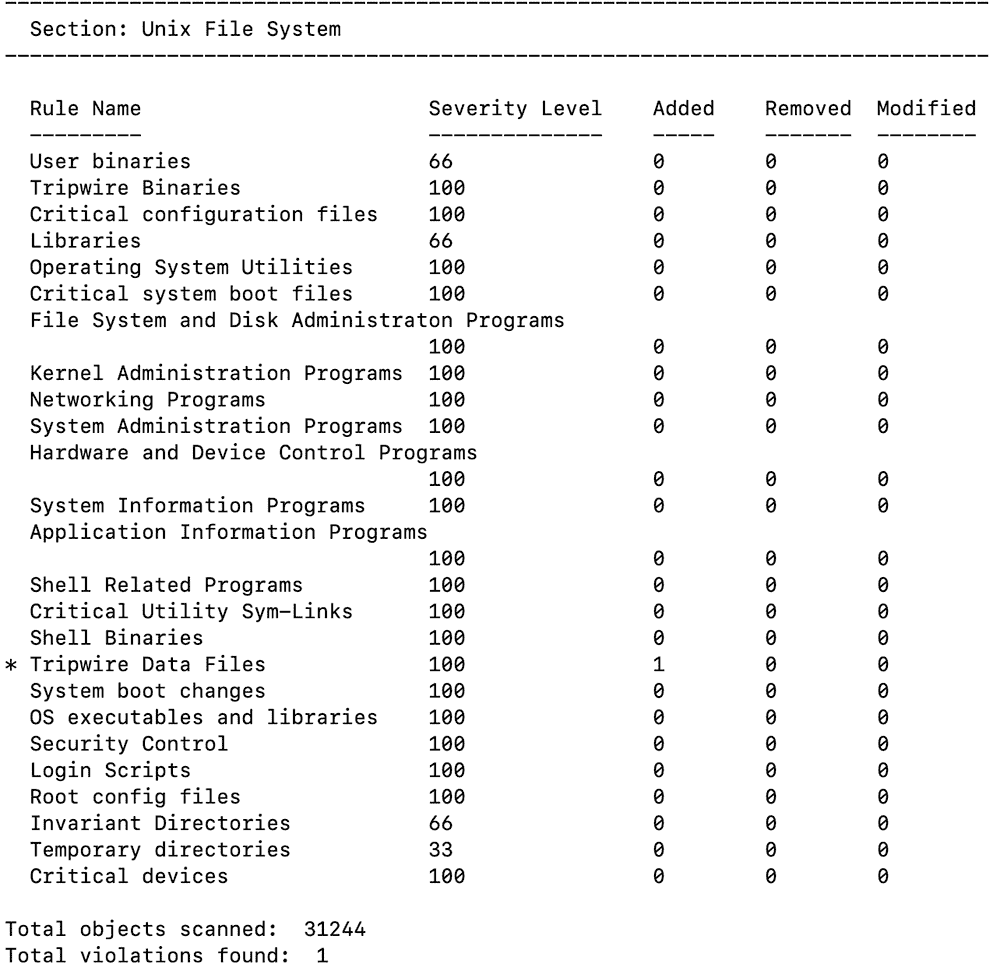 -------------------------------------------------------------------------------
  Section: Unix File System
-------------------------------------------------------------------------------

  Rule Name                       Severity Level    Added    Removed  Modified
  ---------                       --------------    -----    -------  --------
  User binaries                   66                0        0        0
  Tripwire Binaries               100               0        0        0
  Critical configuration files    100               0        0        0
  Libraries                       66                0        0        0
  Operating System Utilities      100               0        0        0
  Critical system boot files      100               0        0        0
  File System and Disk Administraton Programs
                                  100               0        0        0
  Kernel Administration Programs  100               0        0        0
  Networking Programs             100               0        0        0
  System Administration Programs  100               0        0        0
  Hardware and Device Control Programs
                                  100               0        0        0
  System Information Programs     100               0        0        0
  Application Information Programs
                                  100               0        0        0
  Shell Related Programs          100               0        0        0
  Critical Utility Sym-Links      100               0        0        0
  Shell Binaries                  100               0        0        0
* Tripwire Data Files             100               1        0        0
  System boot changes             100               0        0        0
  OS executables and libraries    100               0        0        0
  Security Control                100               0        0        0
  Login Scripts                   100               0        0        0
  Root config files               100               0        0        0
  Invariant Directories           66                0        0        0
  Temporary directories           33                0        0        0
  Critical devices                100               0        0        0

Total objects scanned:  31244
Total violations found:  1